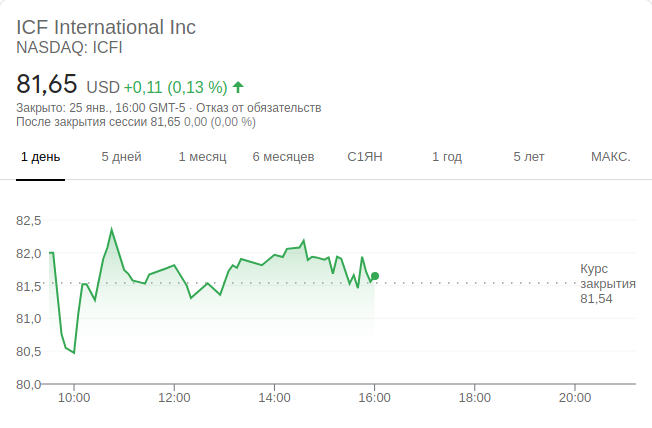 ICF International Inc
NASDAQ: ICFI
81,65 USD +0,11 (0,13 %)
Закрыто: 25 янв., 16:00 GMT-5 · Отказ от обязательств
После закрытия сессии 81,65 0,00 (0,00 %)
1 день 5 дней 1 месяц 6 месяцев С1ЯН 1 год 5 лет МАКС.
82,5
82,0
81,5
81,0
80,5
80,0
Курс
закрытия
81,54
10:00 12:00 14:00 16:00 18:00 20:00